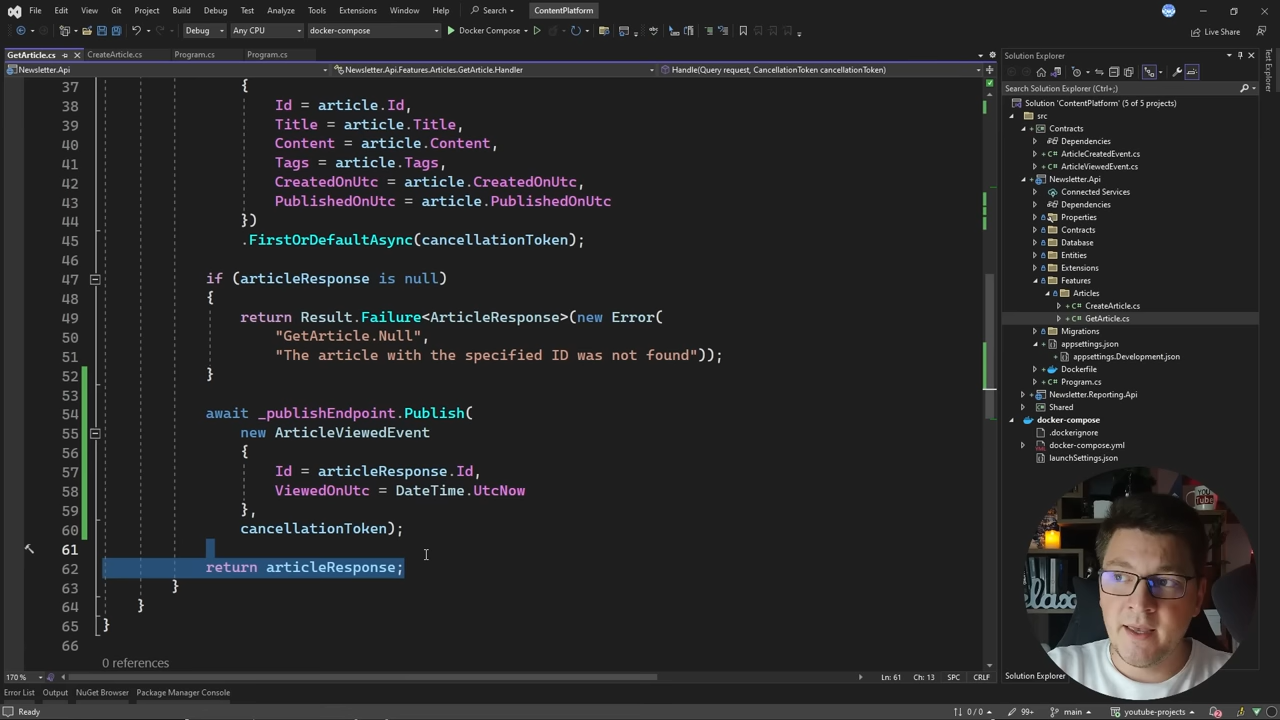 File Edit View Git Project Build Debug Test Analyze Tools Extensions Window Help Search ContentPlatform
Debug Any CPU docker-compose Docker Compose Live Share
GetArticle.cs CreateArticle.cs Program.cs Program.cs
Newsletter.Api Newsletter.Api.Features.Articles.GetArticle.Handler Handle(Query request, CancellationToken cancellationToken)
37 {
38 Id = article.Id,
39 Title = article.Title,
40 Content = article.Content,
41 Tags = article.Tags,
42 CreatedOnUtc = article.CreatedOnUtc,
43 PublishedOnUtc = article.PublishedOnUtc
44 })
45 .FirstOrDefaultAsync(cancellationToken);
46
47 if (articleResponse is null)
48 {
49 return Result.Failure<ArticleResponse>(new Error(
50 "GetArticle.Null",
51 "The article with the specified ID was not found"));
52 }
53
54 await _publishEndpoint.Publish(
55 new ArticleViewedEvent
56 {
57 Id = articleResponse.Id,
58 ViewedOnUtc = DateTime.UtcNow
59 },
60 cancellationToken);
61
62 return articleResponse;
63 }
64 }
65 }
66
0 references
170 % Ln: 61 Ch: 13 SPC CRLF
Solution Explorer
Search Solution Explorer (Ctrl+;)
Solution 'ContentPlatform' (5 of 5 projects)
src
Contracts
Dependencies
ArticleCreatedEvent.cs
ArticleViewedEvent.cs
Newsletter.Api
Connected Services
Dependencies
Properties
Contracts
Database
Entities
Extensions
Features
Articles
CreateArticle.cs
GetArticle.cs
Migrations
appsettings.json
appsettings.Development.json
Dockerfile
Program.cs
Newsletter.Reporting.Api
Shared
docker-compose
.dockerignore
docker-compose.yml
launchSettings.json
Test Explorer
Solution Explorer
Error List Output NuGet Browser Package Manager Console
Ready 0 / 0 99+ main youtube-projects